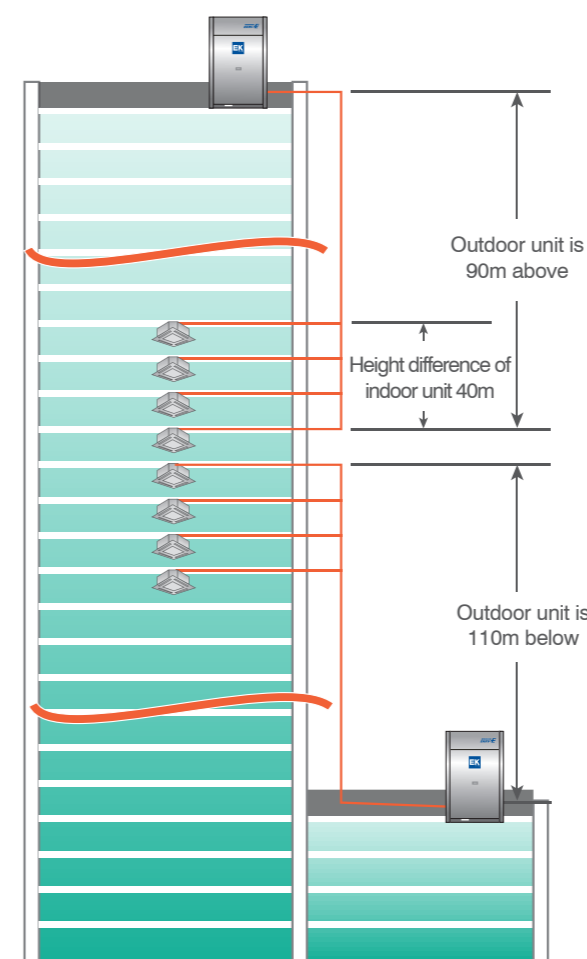 EK
Outdoor unit is
90m above
Height difference of
indoor unit 40m
Outdoor unit is
110m below
EK